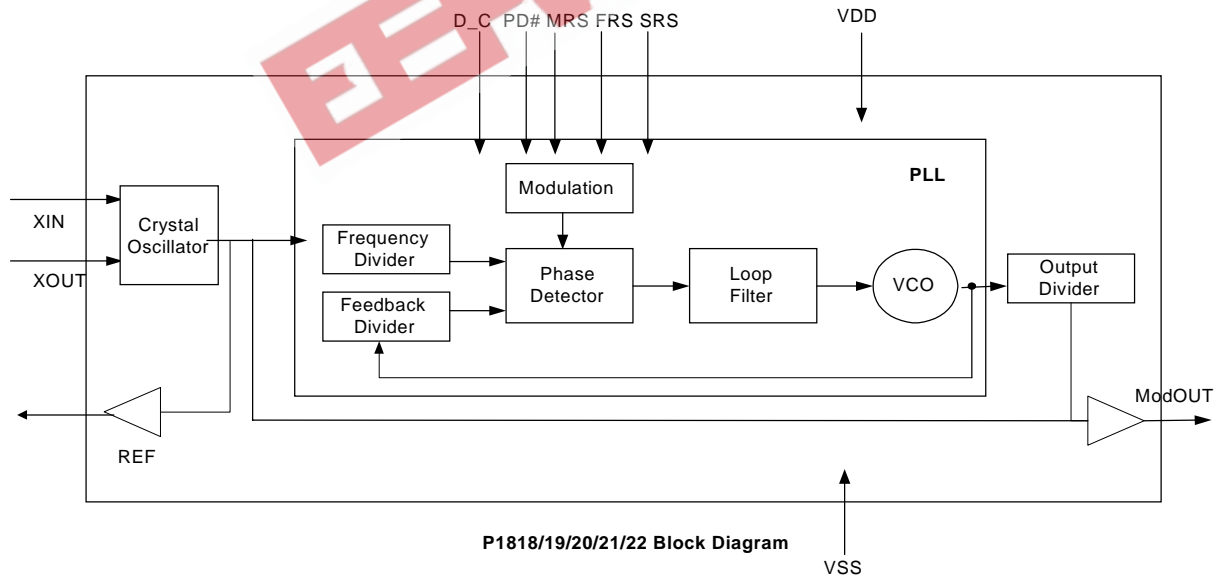 D_C PD# MRS FRS SRS
VDD
PLL
Modulation
XIN
Crystal
Oscillator
Frequency
Divider
Phase
Detector
Loop
Filter
VCO
Output
Divider
XOUT
Feedback
Divider
ModOUT
REF
P1818/19/20/21/22 Block Diagram
VSS